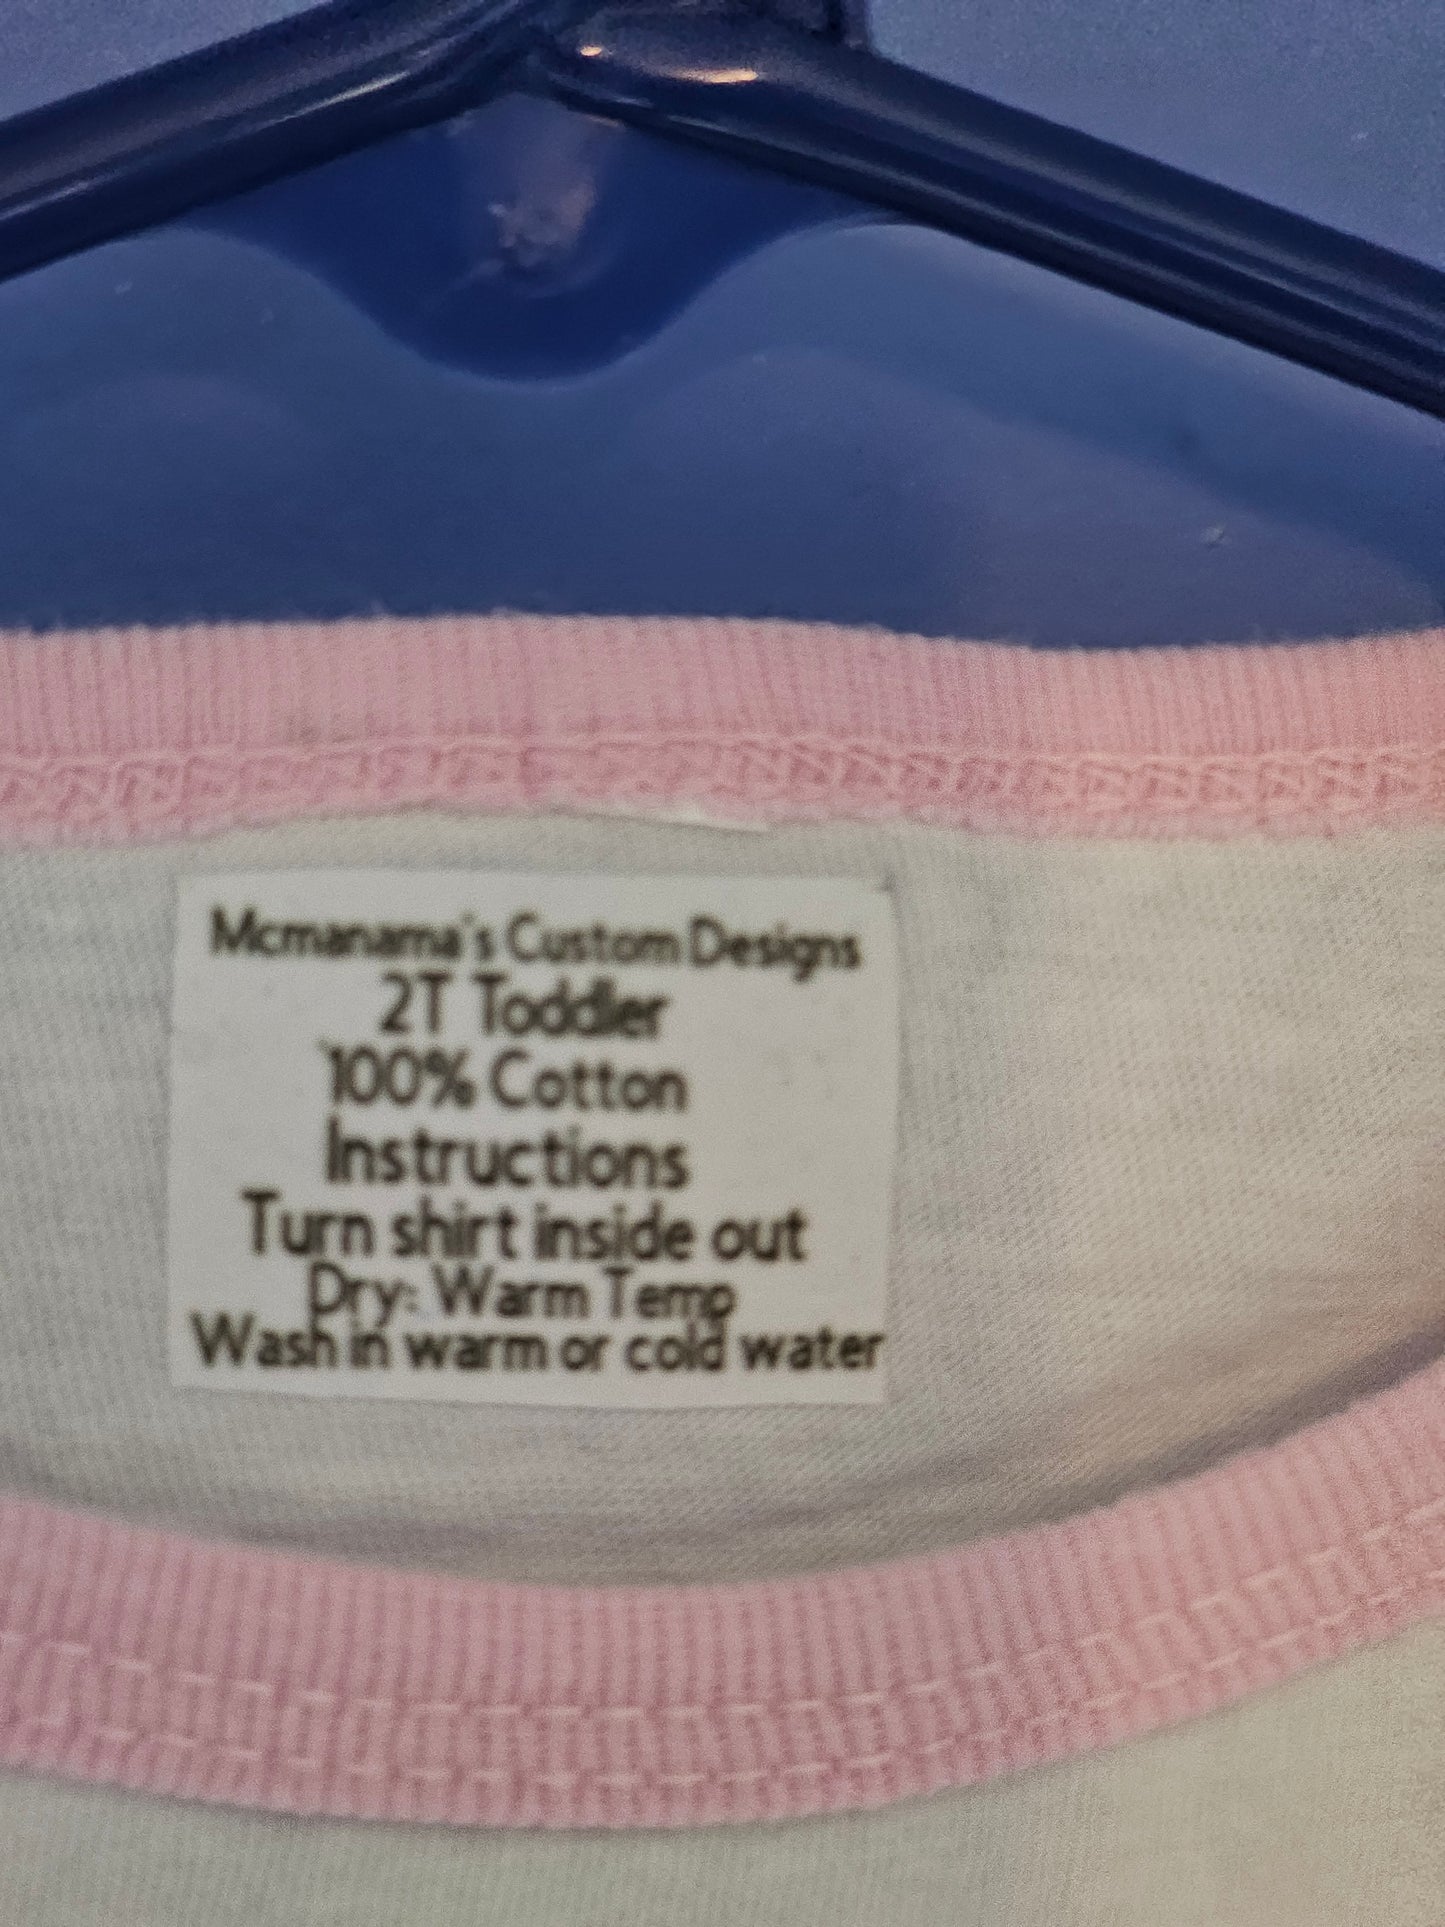 Mcmanama's Custom Designs
2T Toddler
100% Cotton
Instructions
Turn shirt inside out
Dry: Warm Temp
Wash in warm or cold water